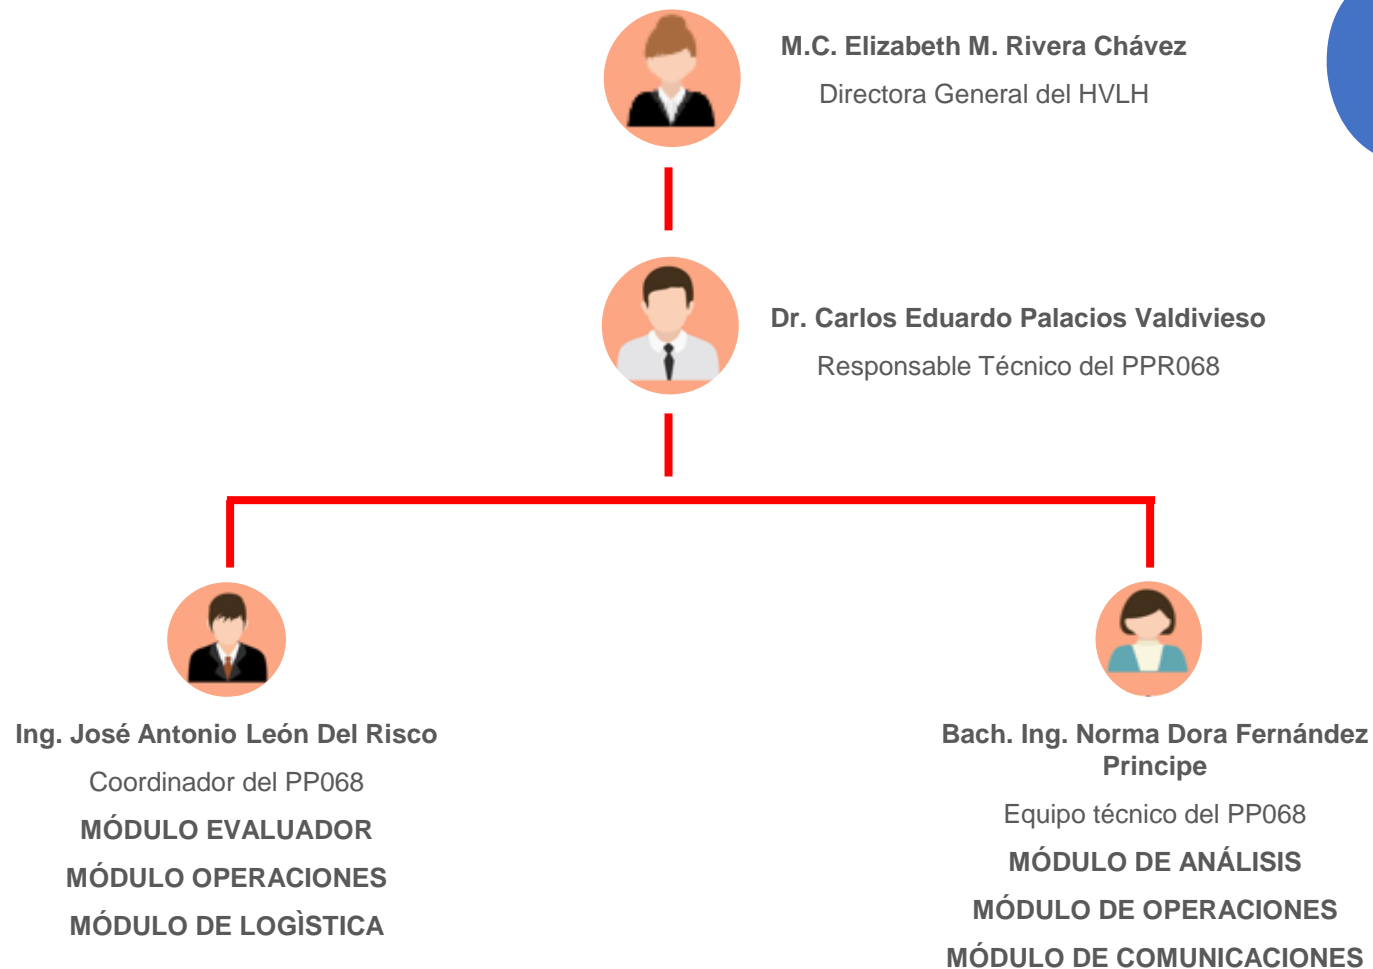 M.C. Elizabeth M. Rivera Chávez
Directora General del HVLH
Dr. Carlos Eduardo Palacios Valdivieso
Responsable Técnico del PPR068
Ing. José Antonio León Del Risco
Coordinador del PP068
MÓDULO EVALUADOR
MÓDULO OPERACIONES
MÓDULO DE LOGÌSTICA
Bach. Ing. Norma Dora Fernández
Principe
Equipo técnico del PP068
MÓDULO DE ANÁLISIS
MÓDULO DE OPERACIONES
MÓDULO DE COMUNICACIONES